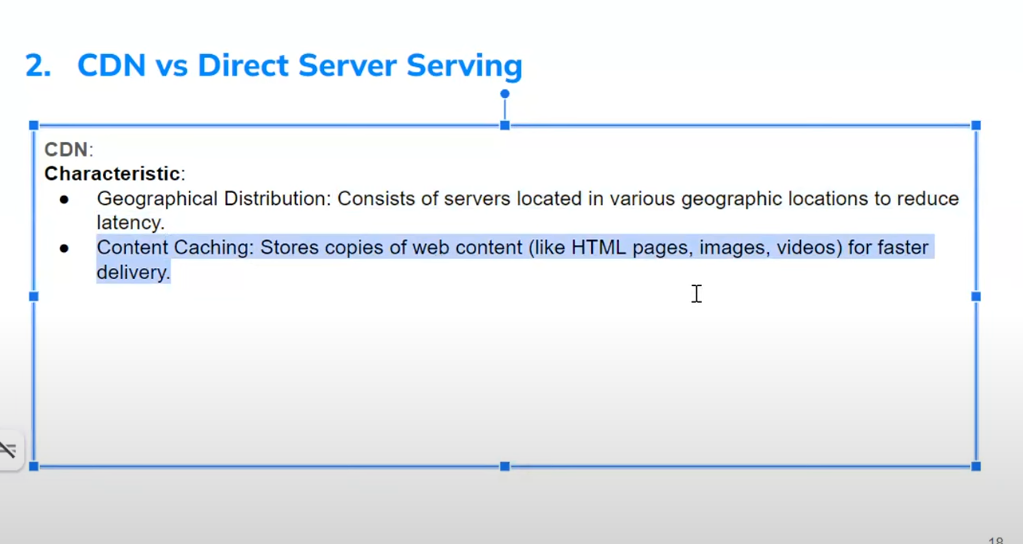 2. CDN vs Direct Server Serving
CDN:
Characteristic:
● Geographical Distribution: Consists of servers located in various geographic locations to reduce
latency.
● Content Caching: Stores copies of web content (like HTML pages, images, videos) for faster
delivery.
18